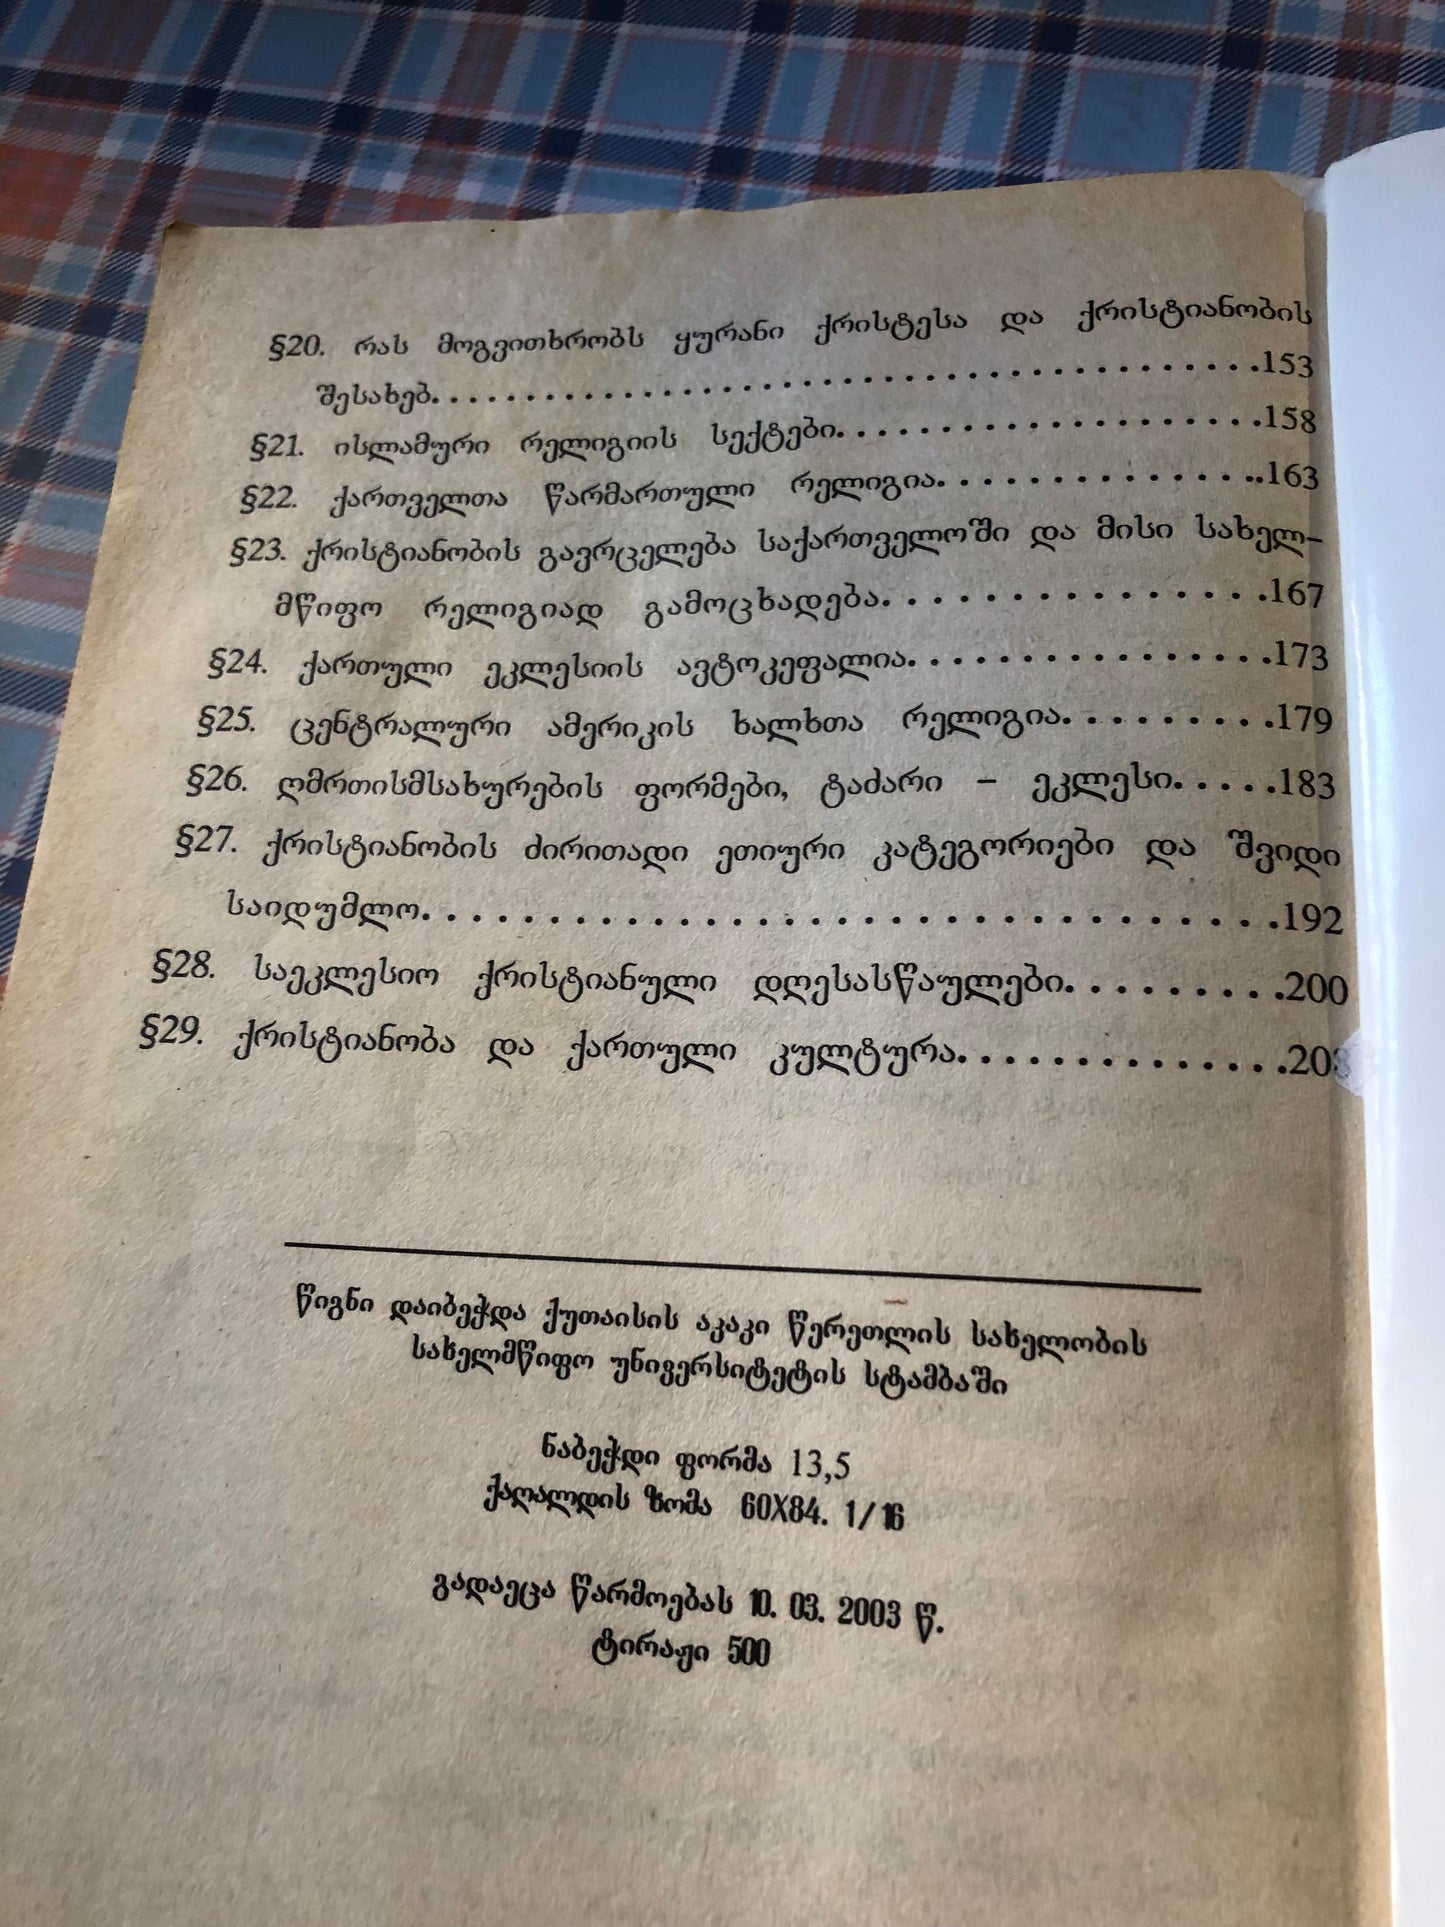 §20. რას მოგვითხრობს ყურანი ქრისტესა და ქრისტიანობის
შესახებ.......................................153
§21. ისლამური რელიგიის სექტები....................158
§22. ქართველთა წარმართული რელიგია................163
§23. ქრისტიანობის გავრცელება საქართველოში და მისი სახელ-
მწიფო რელიგიად გამოცხადება................167
§24. ქართული ეკლესიის ავტოკეფალია................173
§25. ცენტრალური ამერიკის ხალხთა რელიგია..........179
§26. ღმრთისმსახურების ფორმები, ტაძარი – ეკლესი.....183
§27. ქრისტიანობის ძირითადი ეთიური კატეგორიები და შვიდი
საიდუმლო.............................192
§28. საეკლესიო ქრისტიანული დღესასწაულები..........200
§29. ქრისტიანობა და ქართული კულტურა..............203
წიგნი დაიბეჭდა ქუთაისის აკაკი წერეთლის სახელობის
სახელმწიფო უნივერსიტეტის სტამბაში
ნაბეჭდი ფორმა 13,5
ქაღალდის ზომა 60X84. 1/16
გადაეცა წარმოებას 10. 03. 2003 წ.
ტირაჟი 500